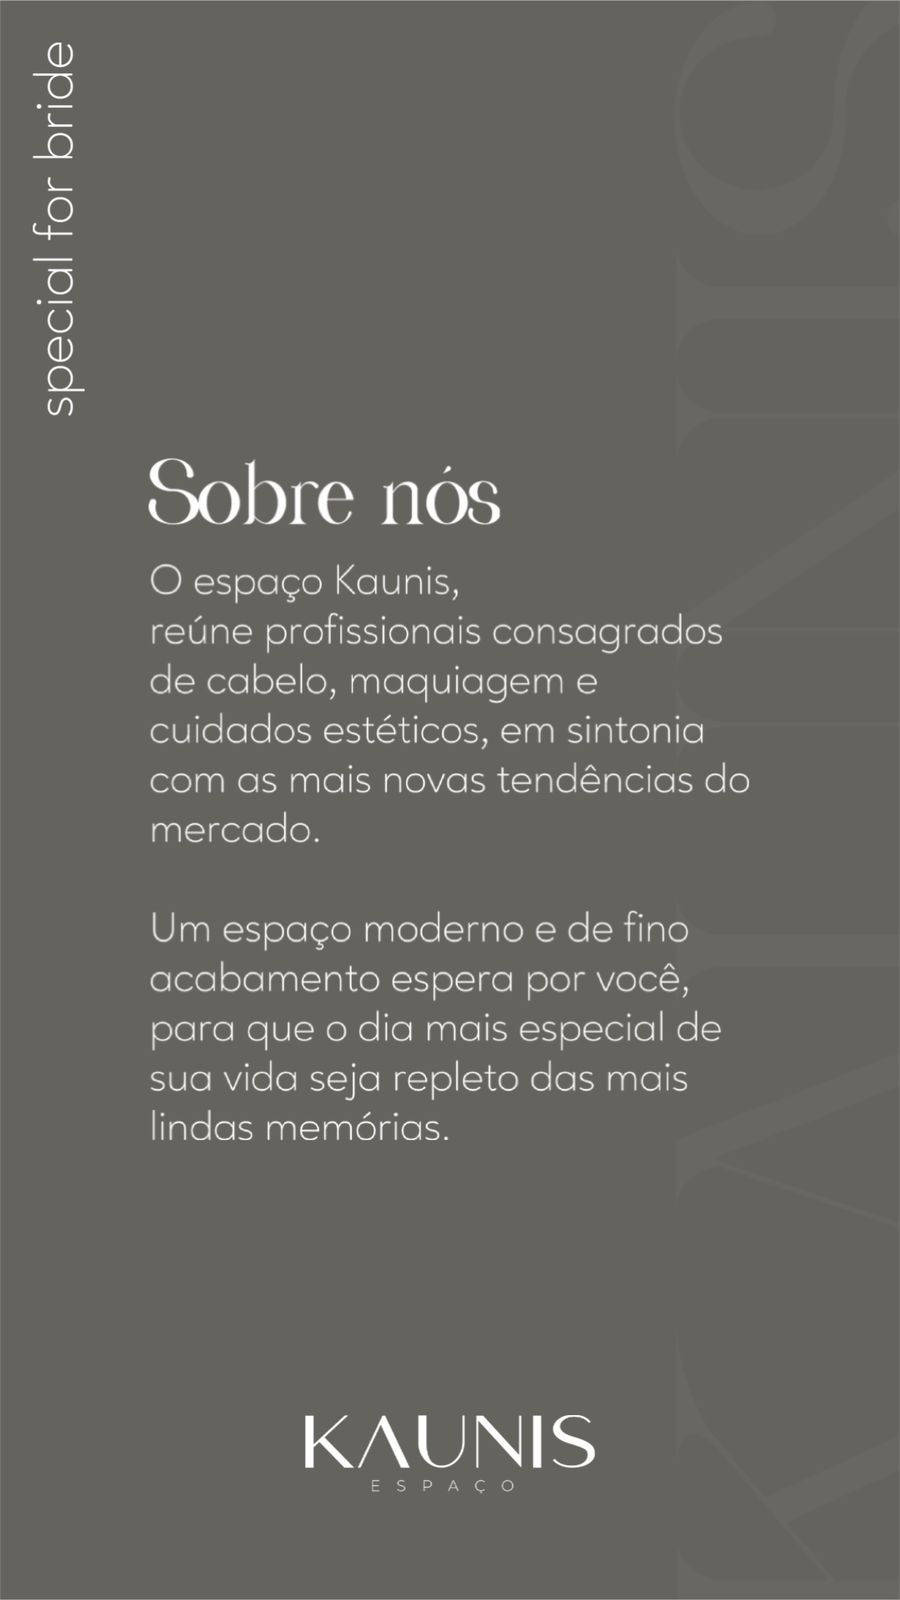 special for bride
Sobre nós
O espaço Kaunis,
reúne profissionais consagrados
de cabelo, maquiagem e
cuidados estéticos, em sintonia
com as mais novas tendências do
mercado.
Um espaço moderno e de fino
acabamento espera por você,
para que o dia mais especial de
sua vida seja repleto das mais
lindas memórias.
KAUNIS
KAUNIS
ESPAÇO